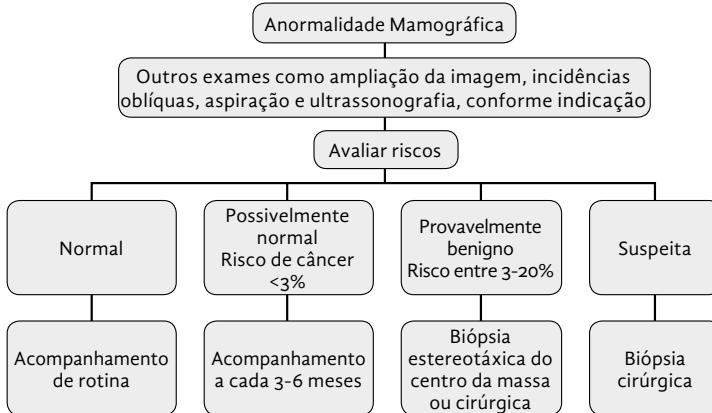 Anormalidade Mamográfica
Outros exames como ampliação da imagem, incidências
oblíquas, aspiração e ultrassonografia, conforme indicação
Avaliar riscos
Normal
Possivelmente
normal
Risco de câncer
<3%
Provavelmente
benigno
Risco entre 3-20%
Suspeita
Acompanhamento
de rotina
Acompanhamento
a cada 3-6 meses
Biópsia
estereotáxica do
centro da massa
ou cirúrgica
Biópsia
cirúrgica